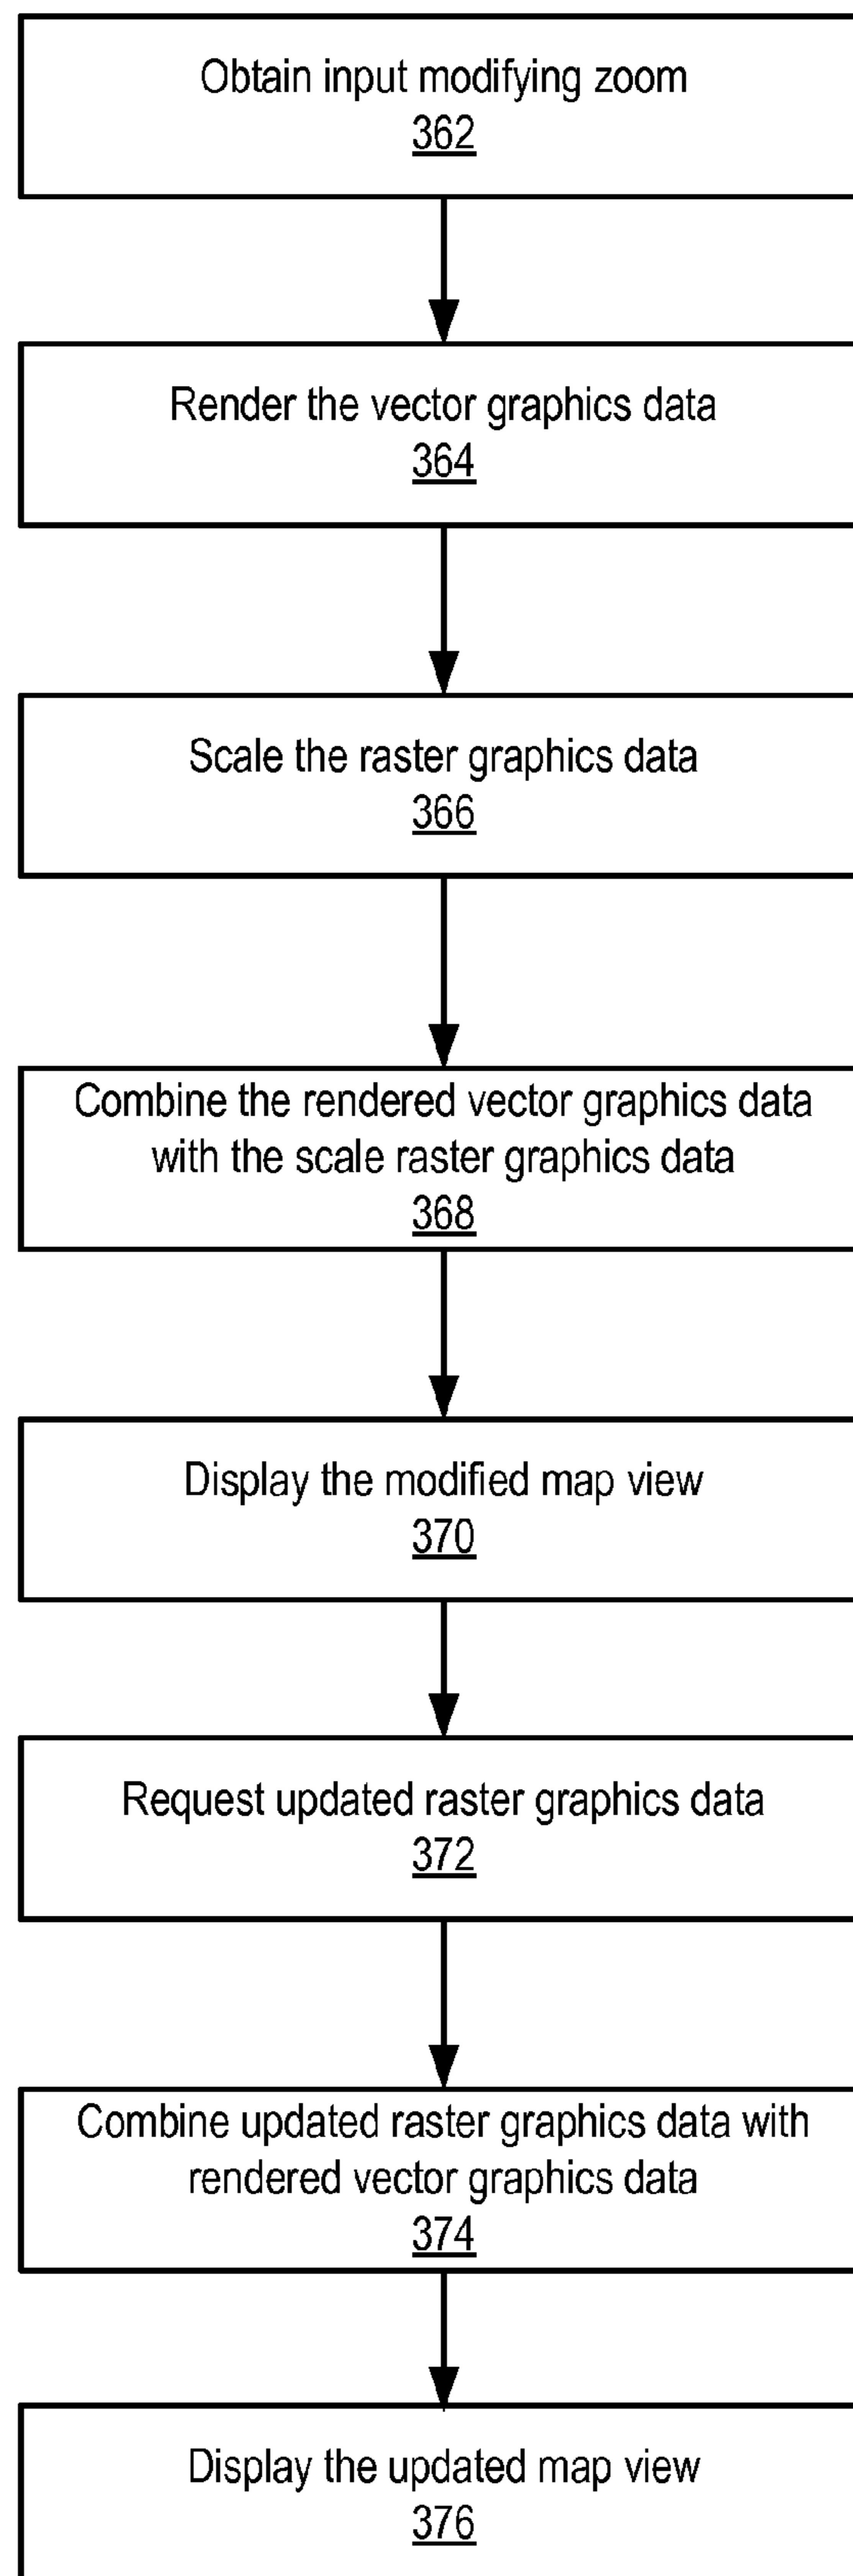 Obtain input modifying zoom
362
Render the vector graphics data
364
Scale the raster graphics data
366
Combine the rendered vector graphics data
with the scale raster graphics data
368
Display the modified map view
370
Request updated raster graphics data
372
Combine updated raster graphics data with
rendered vector graphics data
374
Display the updated map view
376